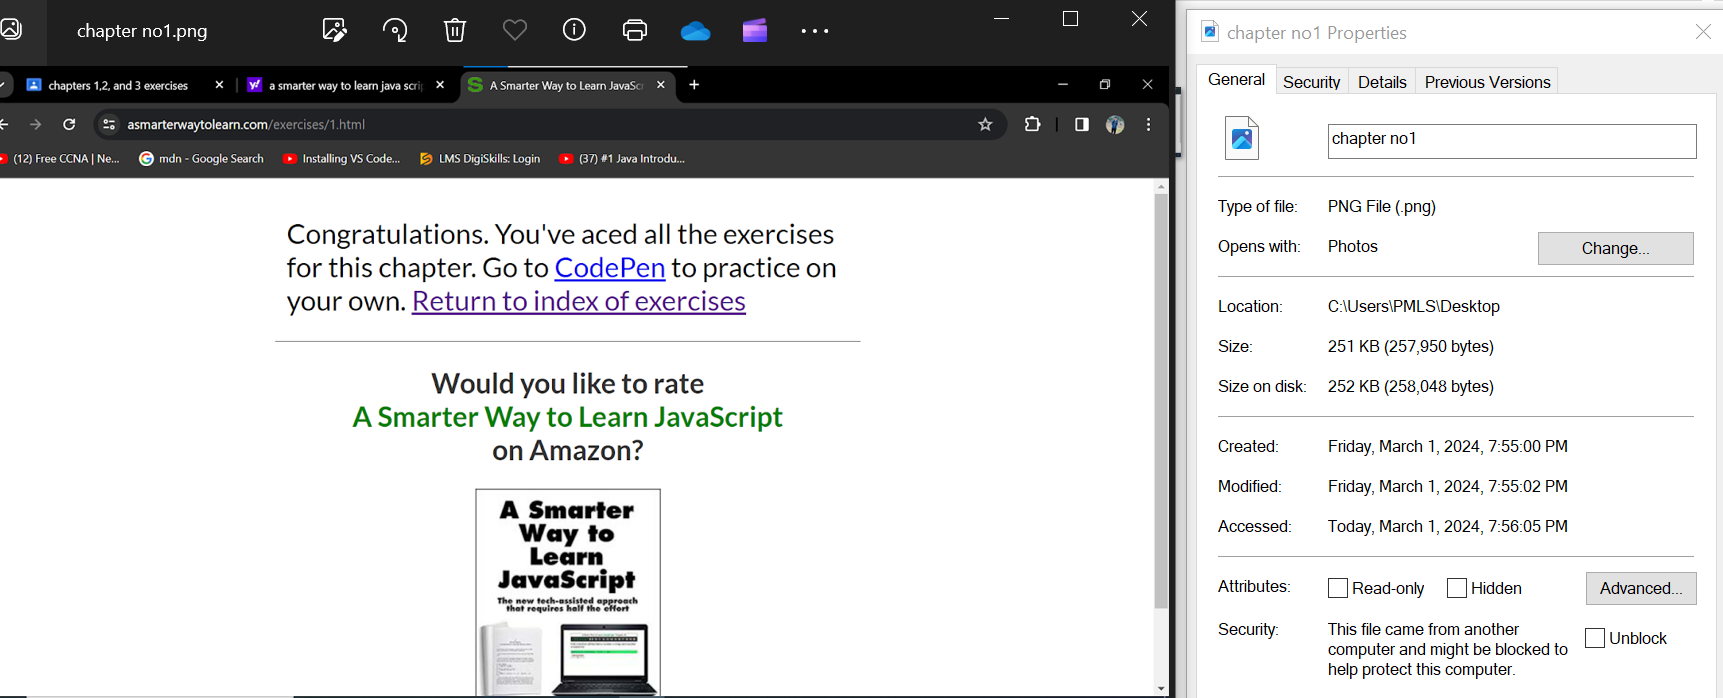 chapter no1.png
chapters 1,2, and 3 exercises
a smarter way to learn java scri
A Smarter Way to Learn JavaSc
asmarterwaytolearn.com/exercises/1.html
(12) Free CCNA | Ne...
mdn - Google Search
Installing VS Code...
LMS DigiSkills: Login
(37) #1 Java Introdu...
Congratulations. You've aced all the exercises
for this chapter. Go to CodePen to practice on
your own. Return to index of exercises
Would you like to rate
A Smarter Way to Learn JavaScript
on Amazon?
A Smarter
Way to
Learn
JavaScript
The new tech-assisted approach
that requires half the effort
chapter no1 Properties
General Security Details Previous Versions
chapter no1
Type of file: PNG File (.png)
Opens with: Photos Change...
Location: C:\Users\PMLS\Desktop
Size: 251 KB (257,950 bytes)
Size on disk: 252 KB (258,048 bytes)
Created: Friday, March 1, 2024, 7:55:00 PM
Modified: Friday, March 1, 2024, 7:55:02 PM
Accessed: Today, March 1, 2024, 7:56:05 PM
Attributes: Read-only Hidden Advanced...
Security: This file came from another
computer and might be blocked to
help protect this computer.
Unblock